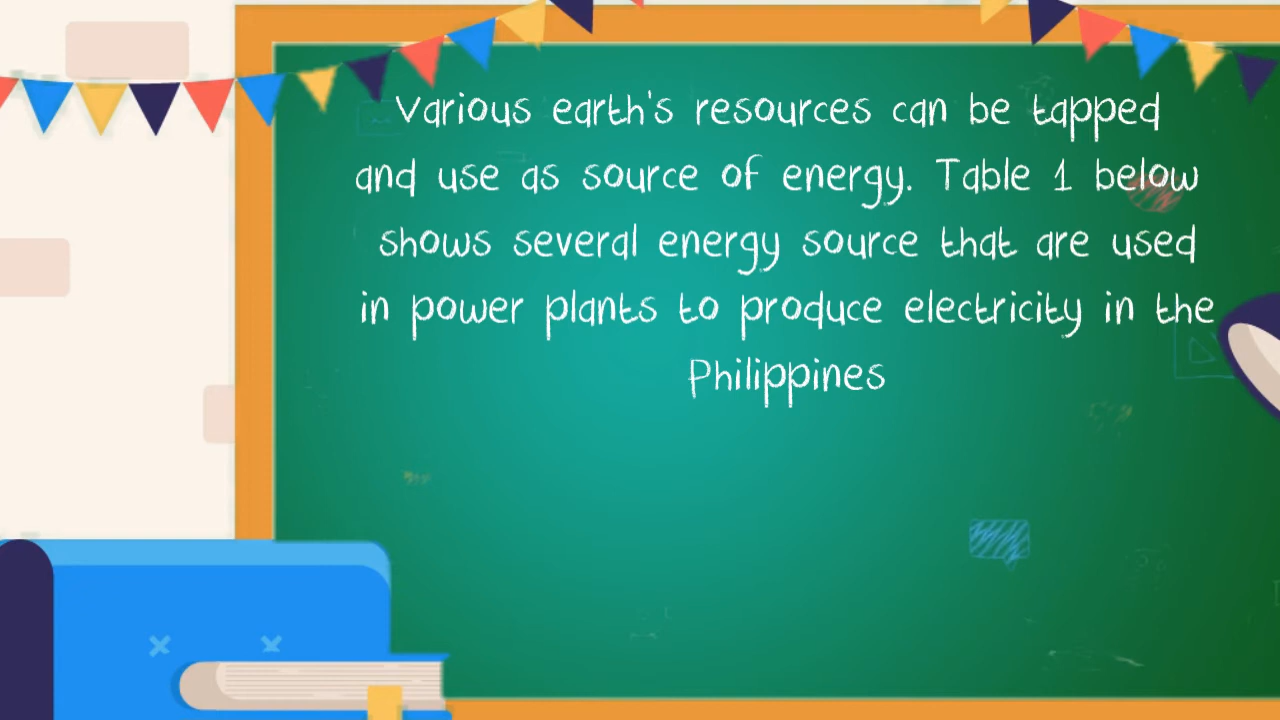 Various earth's resources can be tapped
and use as source of energy. Table 1 below
shows several energy source that are used
in power plants to produce electricity in the
Philippines